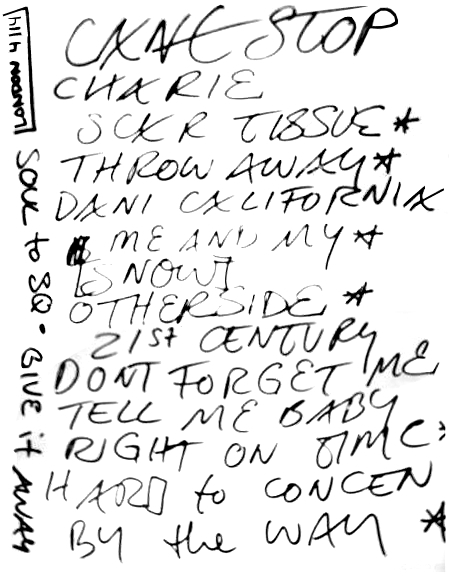 CANT STOP
CHARIE
SCAR TISSUE *
THROW AWAY *
DANI CALIFORNIA
ME AND MY *
[SNOW]
OTHERSIDE *
21ST CENTURY
DONT FORGET ME
TELL ME BABY
RIGHT ON TIME
HARD to CONCEN
BY the WAY *
SOUL to SQ · GIVE it AWAY
LONDON